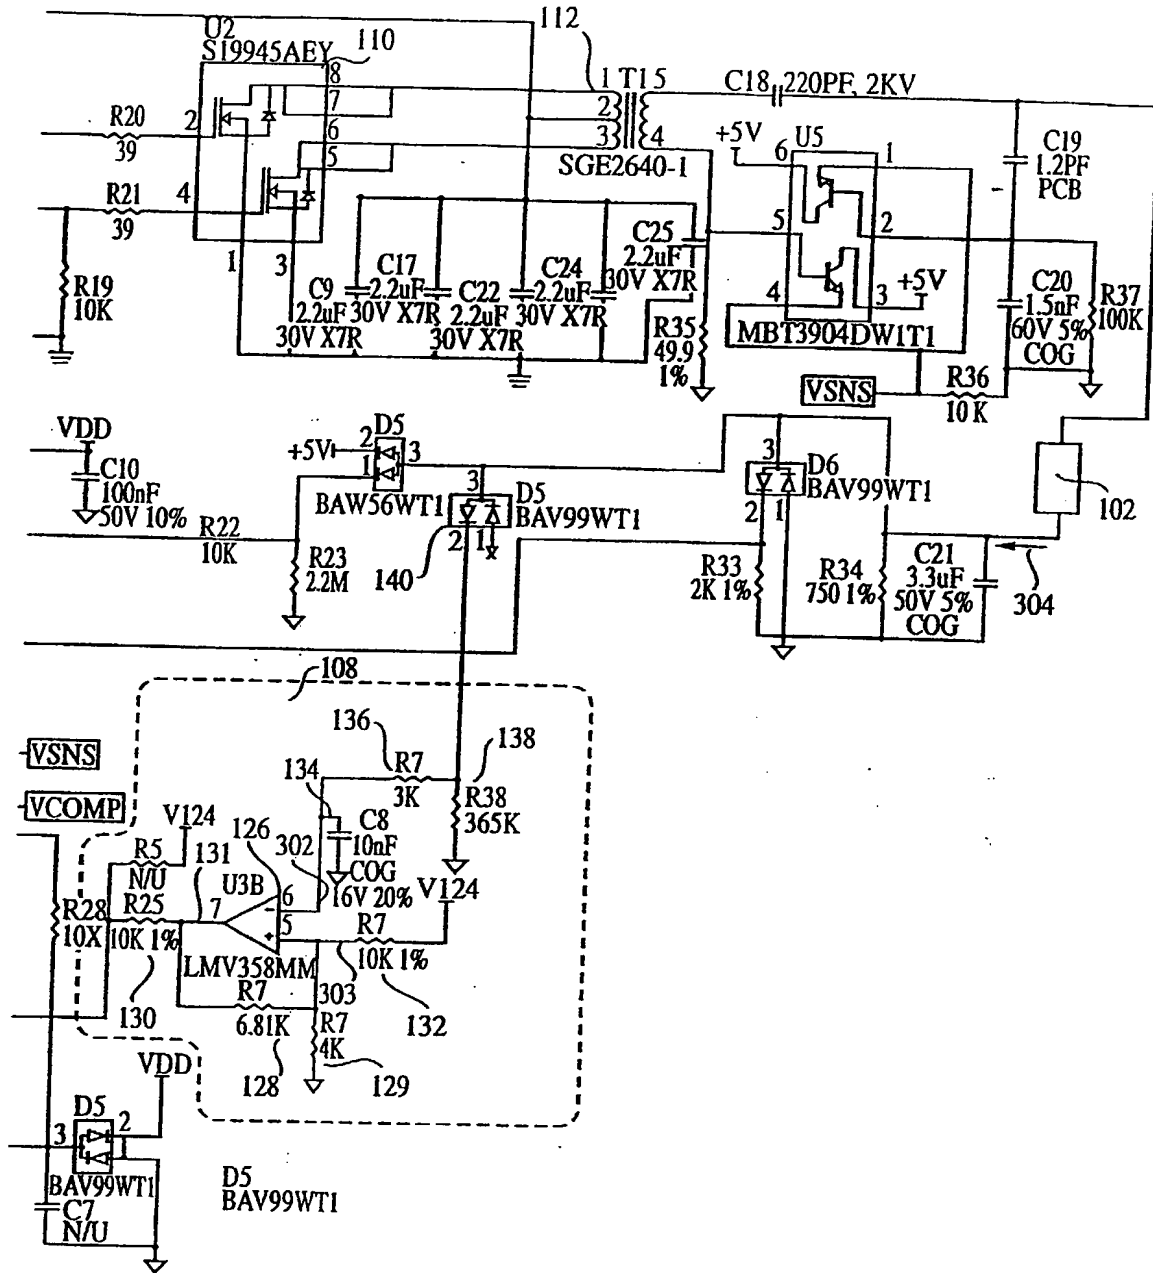 U2
S19945AEY
110
8
7
6
5
2
4
1
3
R20
39
R21
39
R19
10K
112
1 T1 5
2
3
4
SGE2640-1
C18 220PF, 2KV
C19
1.2PF
PCB
+5V
U5
6
1
5
2
4
3
+5V
MBT3904DW1T1
C9
2.2uF
30V X7R
C17
2.2uF
30V X7R
C22
2.2uF
30V X7R
C24
2.2uF
30V X7R
C25
2.2uF
30V X7R
R35
49.9
1%
C20
1.5nF
60V 5%
COG
R37
100K
VSNS
R36
10 K
VDD
C10
100nF
50V 10%
+5V
2
1
D5
3
BAW56WT1
R22
10K
R23
2.2M
3
D5
BAV99WT1
2
1
140
3
D6
BAV99WT1
2
1
102
R33
2K 1%
R34
750 1%
C21
3.3uF
50V 5%
COG
304
108
136
R7
3K
138
R38
365K
134
C8
10nF
COG
16V 20%
VSNS
VCOMP
V124
126
302
R5
N/U
131
U3B
6
-
7
5
+
V124
R28
10X
R25
10K 1%
LMV358MM
R7
10K 1%
303
132
130
R7
6.81K
128
R7
4K
129
VDD
D5
3
2
BAV99WT1
C7
N/U
D5
BAV99WT1